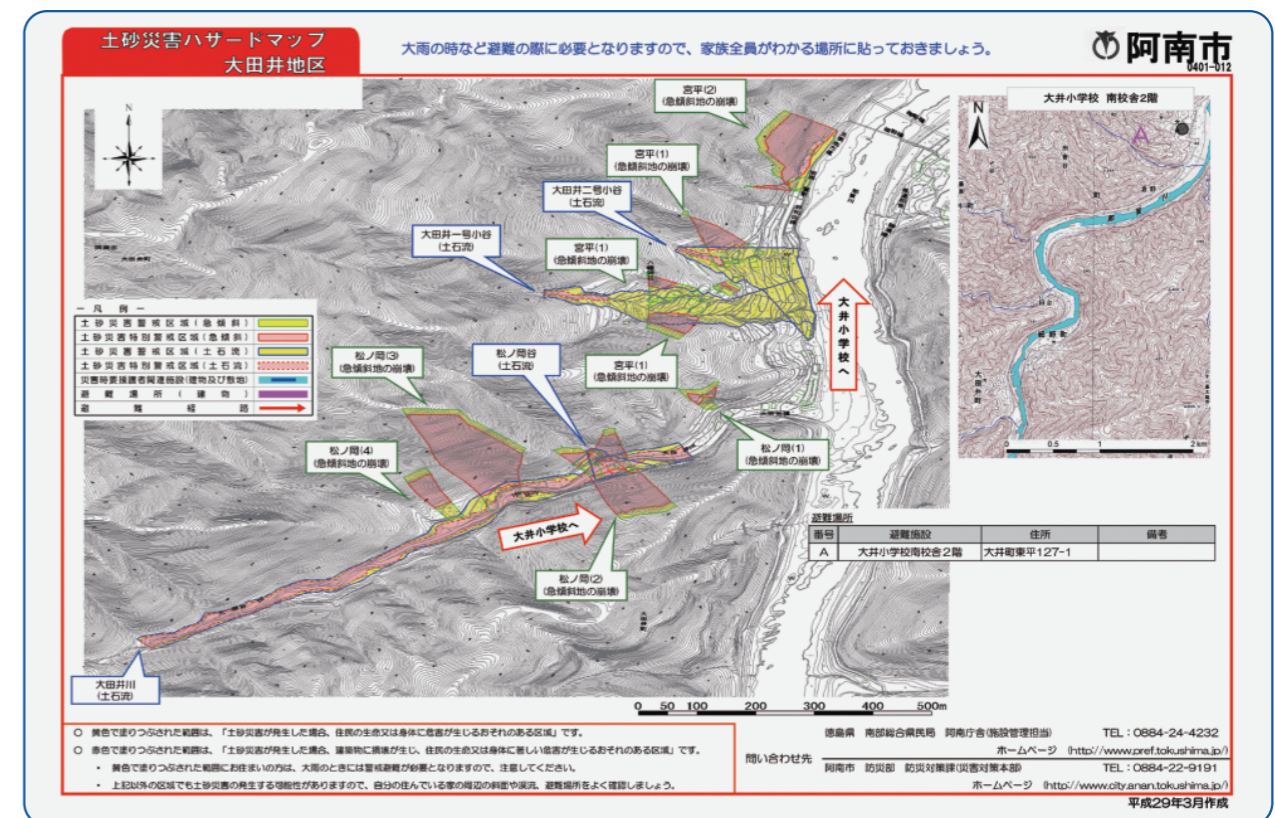 土砂災害ハザードマップ
大田井地区
大雨の時など避難の際に必要となりますので、家族全員がわかる場所に貼っておきましょう。
阿南市
0401-012
N
宮平(2)
(急傾斜地の崩壊)
宮平(1)
(急傾斜地の崩壊)
大田井二号小谷
(土石流)
大田井一号小谷
(土石流)
宮平(1)
(急傾斜地の崩壊)
大井小学校へ
松ノ岡谷
(土石流)
松ノ岡(3)
(急傾斜地の崩壊)
宮平(1)
(急傾斜地の崩壊)
松ノ岡(4)
(急傾斜地の崩壊)
松ノ岡(1)
(急傾斜地の崩壊)
大井小学校へ
松ノ岡(2)
(急傾斜地の崩壊)
大田井川
(土石流)
大田井町
0 50 100 200 300 400 500m
－凡例－
土砂災害警戒区域(急傾斜)
土砂災害特別警戒区域(急傾斜)
土砂災害警戒区域(土石流)
土砂災害特別警戒区域(土石流)
災害時要援護者関連施設(建物及び敷地)
避難場所(建物)
避難経路
大井小学校 南校舎2階
N
A
大田井町
0 0.5 1 2km
避難場所
番号 避難施設 住所 備考
A 大井小学校南校舎2階 大井町東平127-1
○ 黄色で塗りつぶされた範囲は、「土砂災害が発生した場合、住民の生命又は身体に危害が生じるおそれのある区域」です。
○ 赤色で塗りつぶされた範囲は、「土砂災害が発生した場合、建築物に損壊が生じ、住民の生命又は身体に著しい危害が生じるおそれのある区域」です。
・ 黄色で塗りつぶされた範囲にお住まいの方は、大雨のときには警戒避難が必要となりますので、注意してください。
・ 上記以外の区域でも土砂災害の発生する可能性がありますので、自分の住んでいる家の周辺の斜面や渓流、避難場所をよく確認しましょう。
問い合わせ先
徳島県 南部総合県民局 阿南庁舎(施設管理担当) TEL：0884-24-4232
ホームページ (http://www.pref.tokushima.jp/)
阿南市 防災部 防災対策課(災害対策本部) TEL：0884-22-9191
ホームページ (http://www.city.anan.tokushima.jp/)
平成29年3月作成